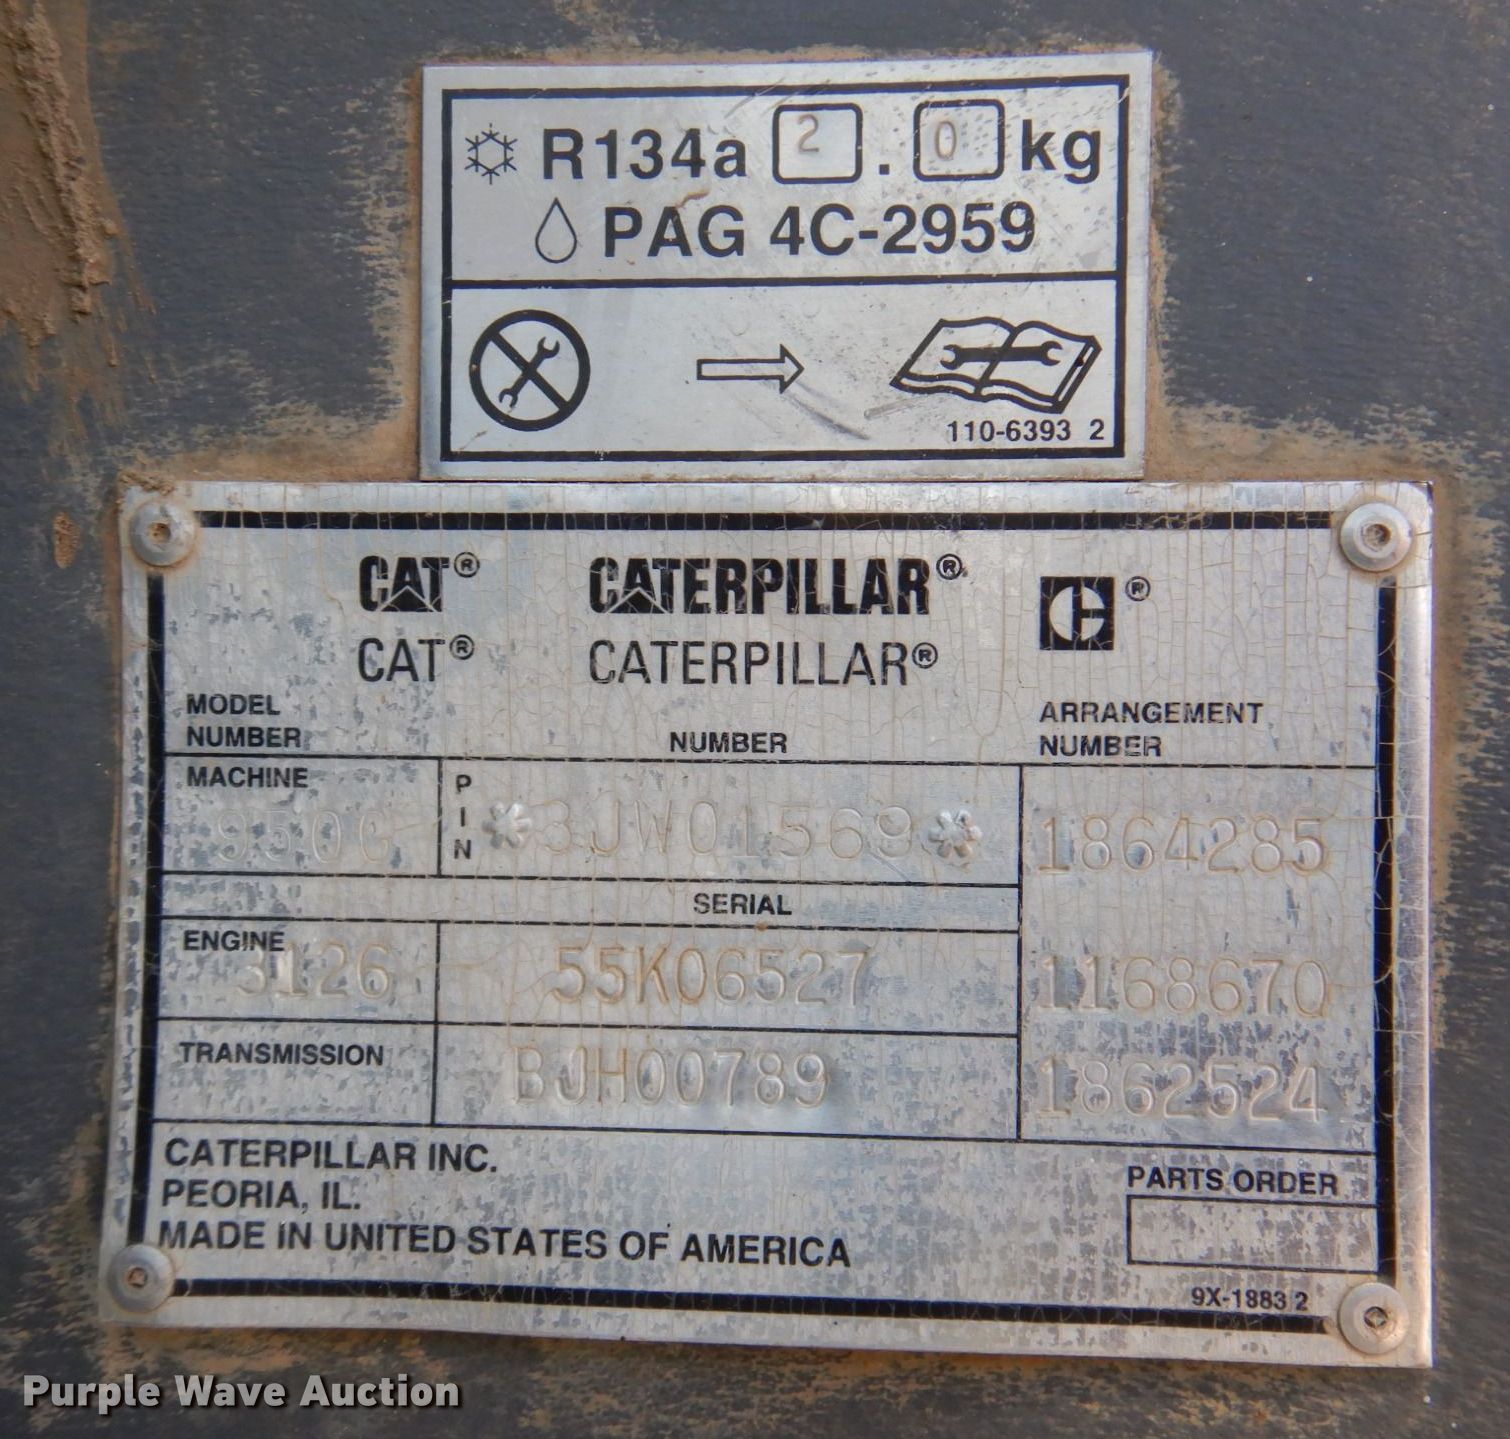 R134a 2.0 kg
PAG 4C-2959
110-6393 2
CAT® CATERPILLAR® ®
CAT® CATERPILLAR®
MODEL NUMBER NUMBER ARRANGEMENT NUMBER
MACHINE 950G PIN *3JW01569* 1864285
SERIAL
ENGINE 3126 55K06527 1168670
TRANSMISSION BJH00789 1862524
CATERPILLAR INC.
PEORIA, IL.
MADE IN UNITED STATES OF AMERICA
PARTS ORDER
9X-1883 2
Purple Wave Auction